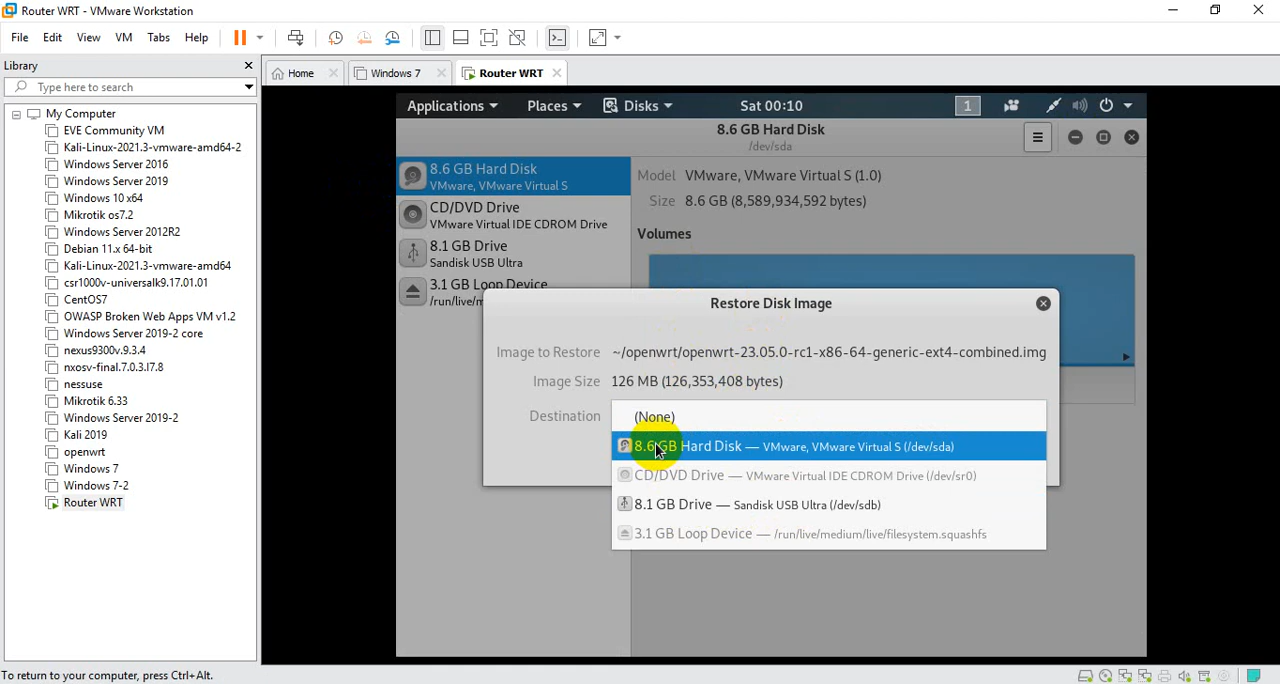 Router WRT - VMware Workstation
File Edit View VM Tabs Help
Library
Type here to search
My Computer
EVE Community VM
Kali-Linux-2021.3-vmware-amd64-2
Windows Server 2016
Windows Server 2019
Windows 10 x64
Mikrotik os7.2
Windows Server 2012R2
Debian 11.x 64-bit
Kali-Linux-2021.3-vmware-amd64
csr1000v-universalk9.17.01.01
CentOS7
OWASP Broken Web Apps VM v1.2
Windows Server 2019-2 core
nexus9300v.9.3.4
nxosv-final.7.0.3.I7.8
nessuse
Mikrotik 6.33
Windows Server 2019-2
Kali 2019
openwrt
Windows 7
Windows 7-2
Router WRT
Home Windows 7 Router WRT
Applications Places Disks Sat 00:10 1
8.6 GB Hard Disk
/dev/sda
8.6 GB Hard Disk
VMware, VMware Virtual S
CD/DVD Drive
VMware Virtual IDE CDROM Drive
8.1 GB Drive
Sandisk USB Ultra
3.1 GB Loop Device
/run/live/m
Model VMware, VMware Virtual S (1.0)
Size 8.6 GB (8,589,934,592 bytes)
Volumes
Restore Disk Image
Image to Restore ~/openwrt/openwrt-23.05.0-rc1-x86-64-generic-ext4-combined.img
Image Size 126 MB (126,353,408 bytes)
Destination (None)
8.6 GB Hard Disk — VMware, VMware Virtual S (/dev/sda)
CD/DVD Drive — VMware Virtual IDE CDROM Drive (/dev/sr0)
8.1 GB Drive — Sandisk USB Ultra (/dev/sdb)
3.1 GB Loop Device — /run/live/medium/live/filesystem.squashfs
To return to your computer, press Ctrl+Alt.